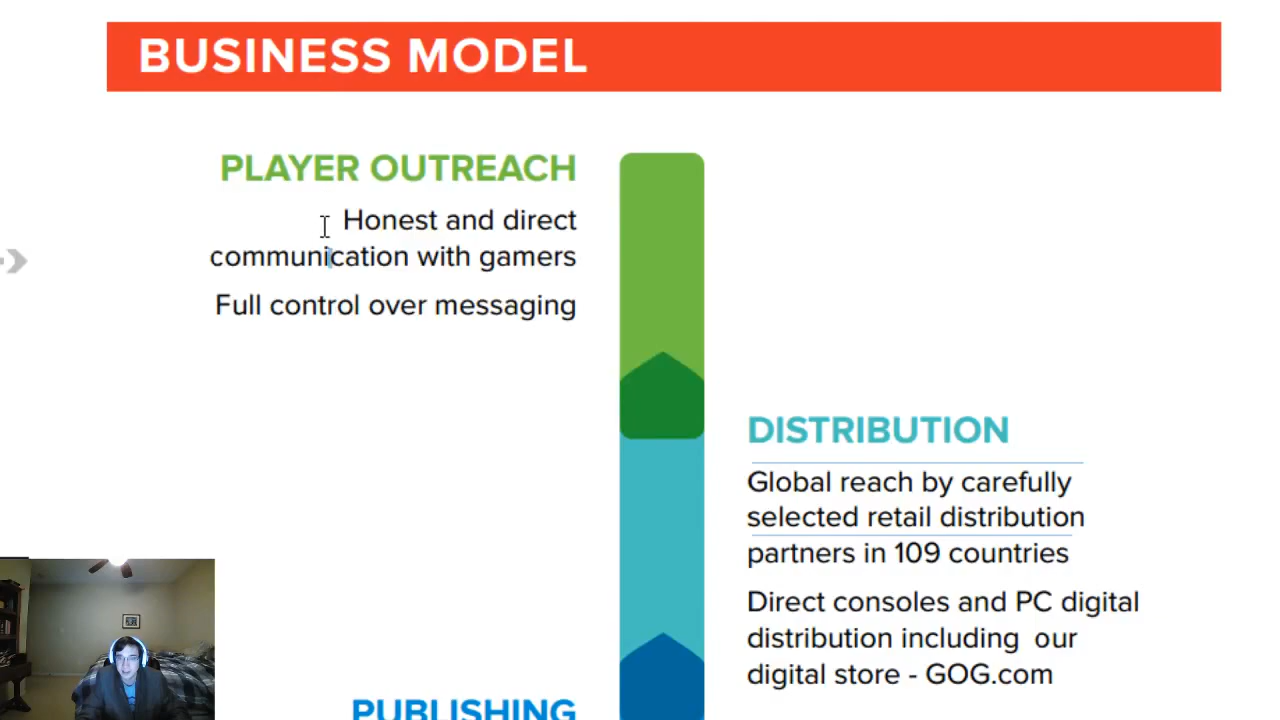 BUSINESS MODEL
PLAYER OUTREACH
Honest and direct
communication with gamers
Full control over messaging
DISTRIBUTION
Global reach by carefully
selected retail distribution
partners in 109 countries
Direct consoles and PC digital
distribution including our
digital store - GOG.com
PUBLISHING